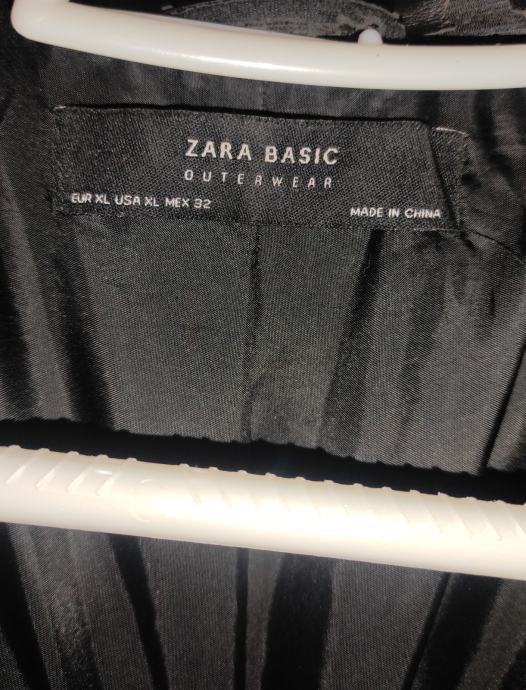 ZARA BASIC
OUTERWEAR
EUR XL USA XL MEX 32
MADE IN CHINA